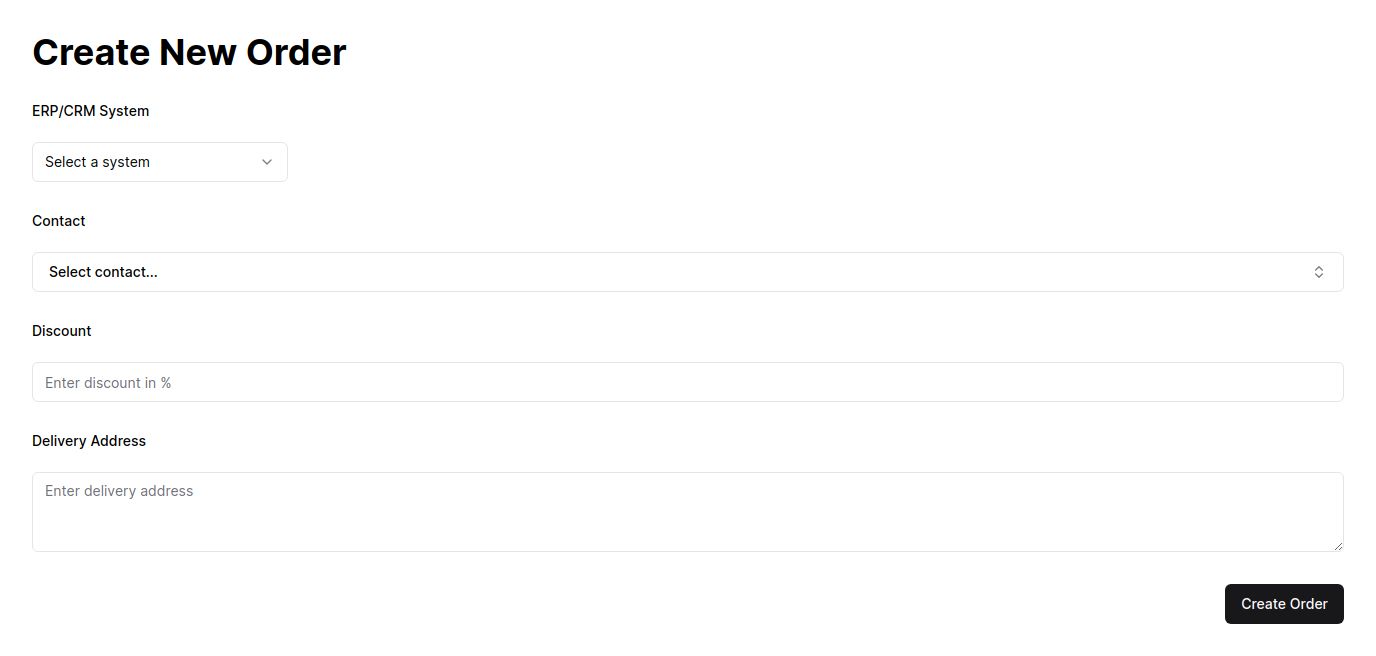 Create New Order
ERP/CRM System
Select a system
Contact
Select contact...
Discount
Enter discount in %
Delivery Address
Enter delivery address
Create Order